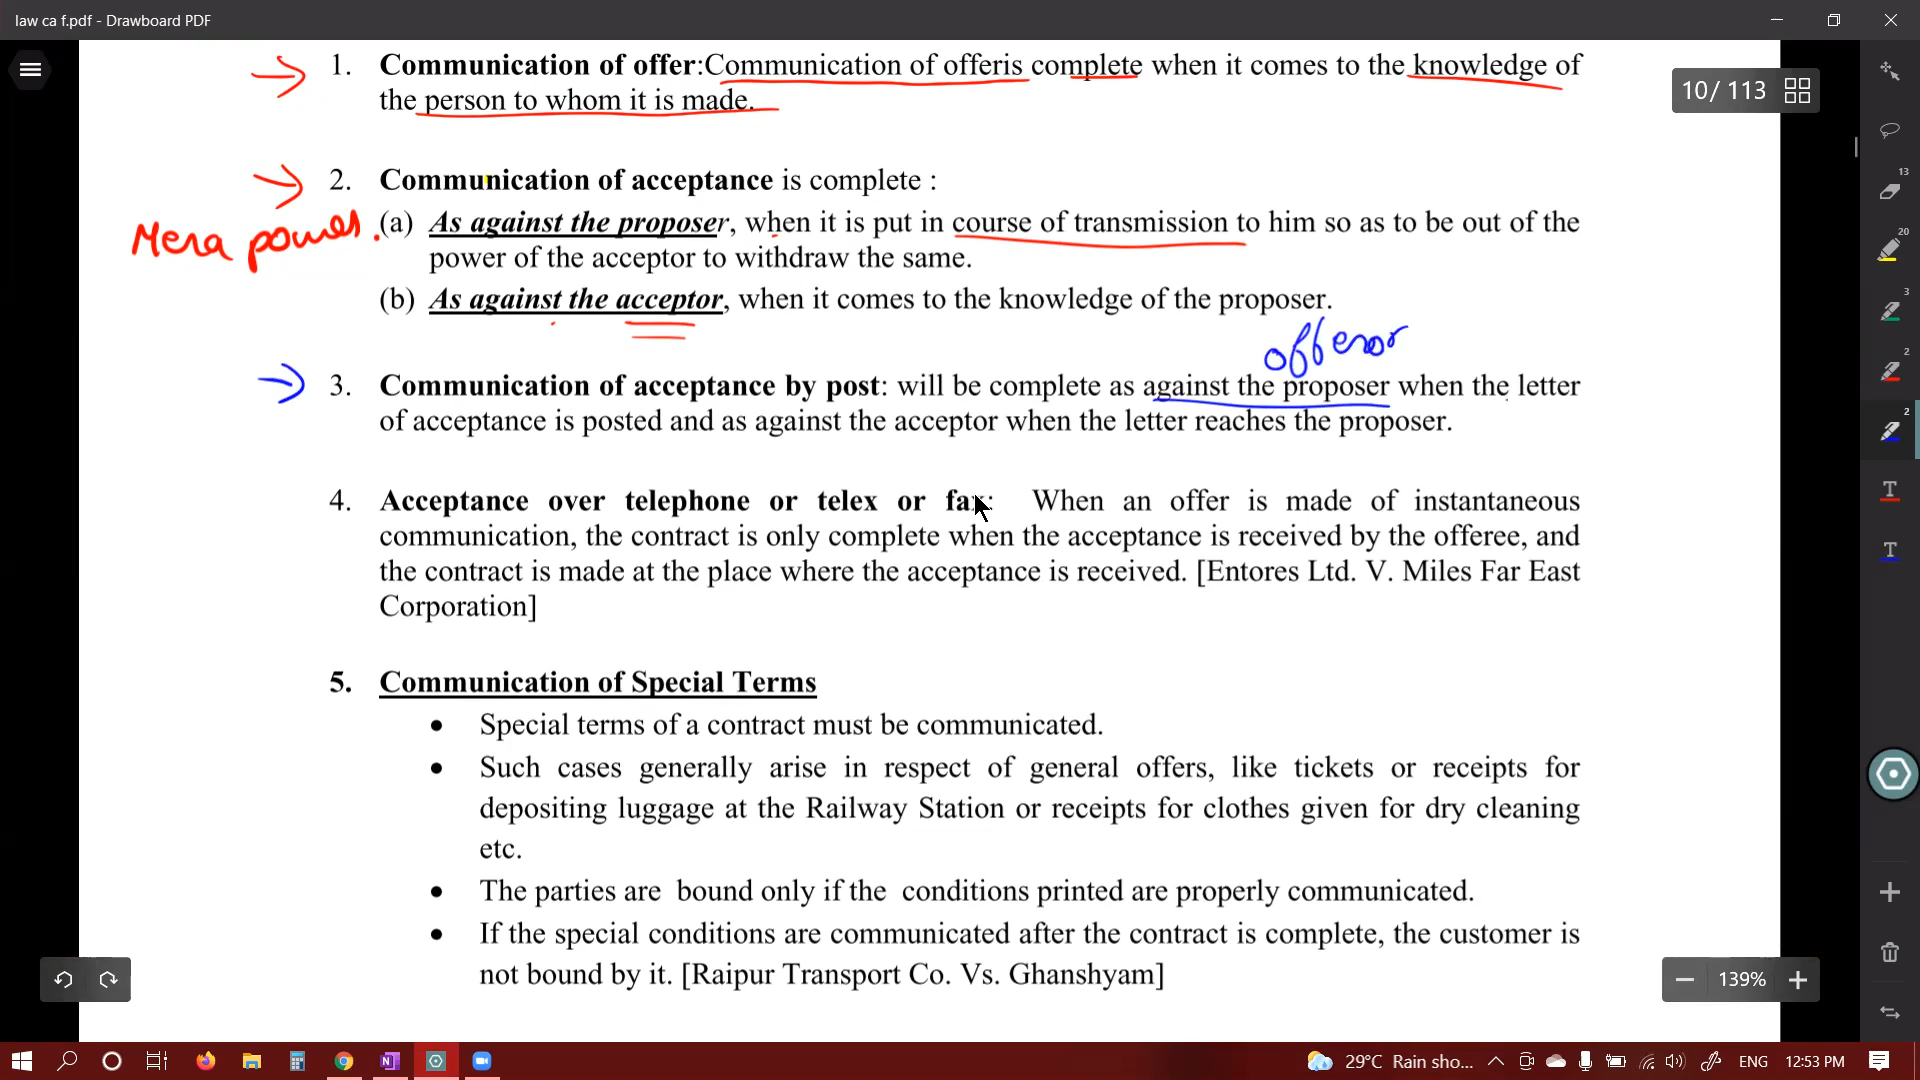 law ca f.pdf - Drawboard PDF
1. Communication of offer:Communication of offeris complete when it comes to the knowledge of
the person to whom it is made.
10/ 113
2. Communication of acceptance is complete :
Mera power.
(a) As against the proposer, when it is put in course of transmission to him so as to be out of the
power of the acceptor to withdraw the same.
(b) As against the acceptor, when it comes to the knowledge of the proposer.
offeror
3. Communication of acceptance by post: will be complete as against the proposer when the letter
of acceptance is posted and as against the acceptor when the letter reaches the proposer.
4. Acceptance over telephone or telex or fax: When an offer is made of instantaneous
communication, the contract is only complete when the acceptance is received by the offeree, and
the contract is made at the place where the acceptance is received. [Entores Ltd. V. Miles Far East
Corporation]
5. Communication of Special Terms
• Special terms of a contract must be communicated.
• Such cases generally arise in respect of general offers, like tickets or receipts for
depositing luggage at the Railway Station or receipts for clothes given for dry cleaning
etc.
• The parties are bound only if the conditions printed are properly communicated.
• If the special conditions are communicated after the contract is complete, the customer is
not bound by it. [Raipur Transport Co. Vs. Ghanshyam]
13
20
3
2
2
T
T
139%
29°C Rain sho... ENG 12:53 PM